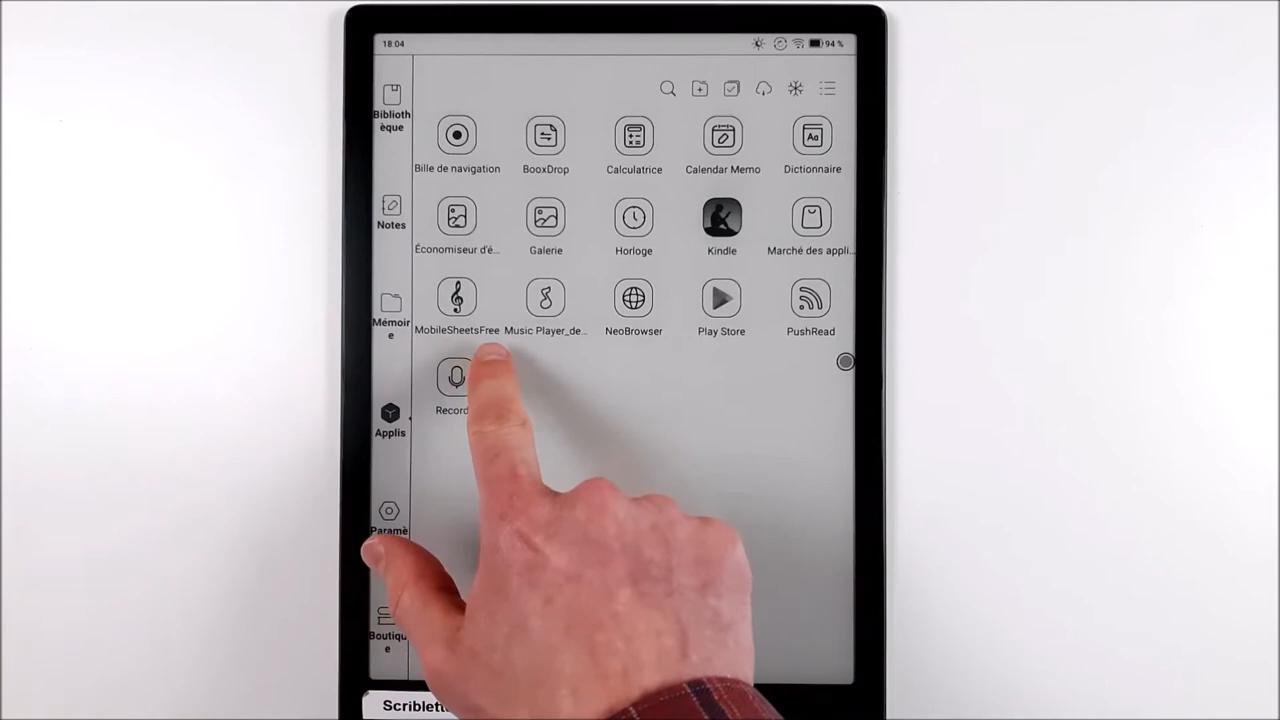 18:04
94 %
Biblioth
èque
Notes
Mémoir
e
Applis
Paramè
Boutiqu
e
Bille de navigation
BooxDrop
Calculatrice
Calendar Memo
Dictionnaire
Aa
Économiseur d'é...
Galerie
Horloge
Kindle
Marché des appli...
MobileSheetsFree
Music Player_de...
NeoBrowser
Play Store
PushRead
Record